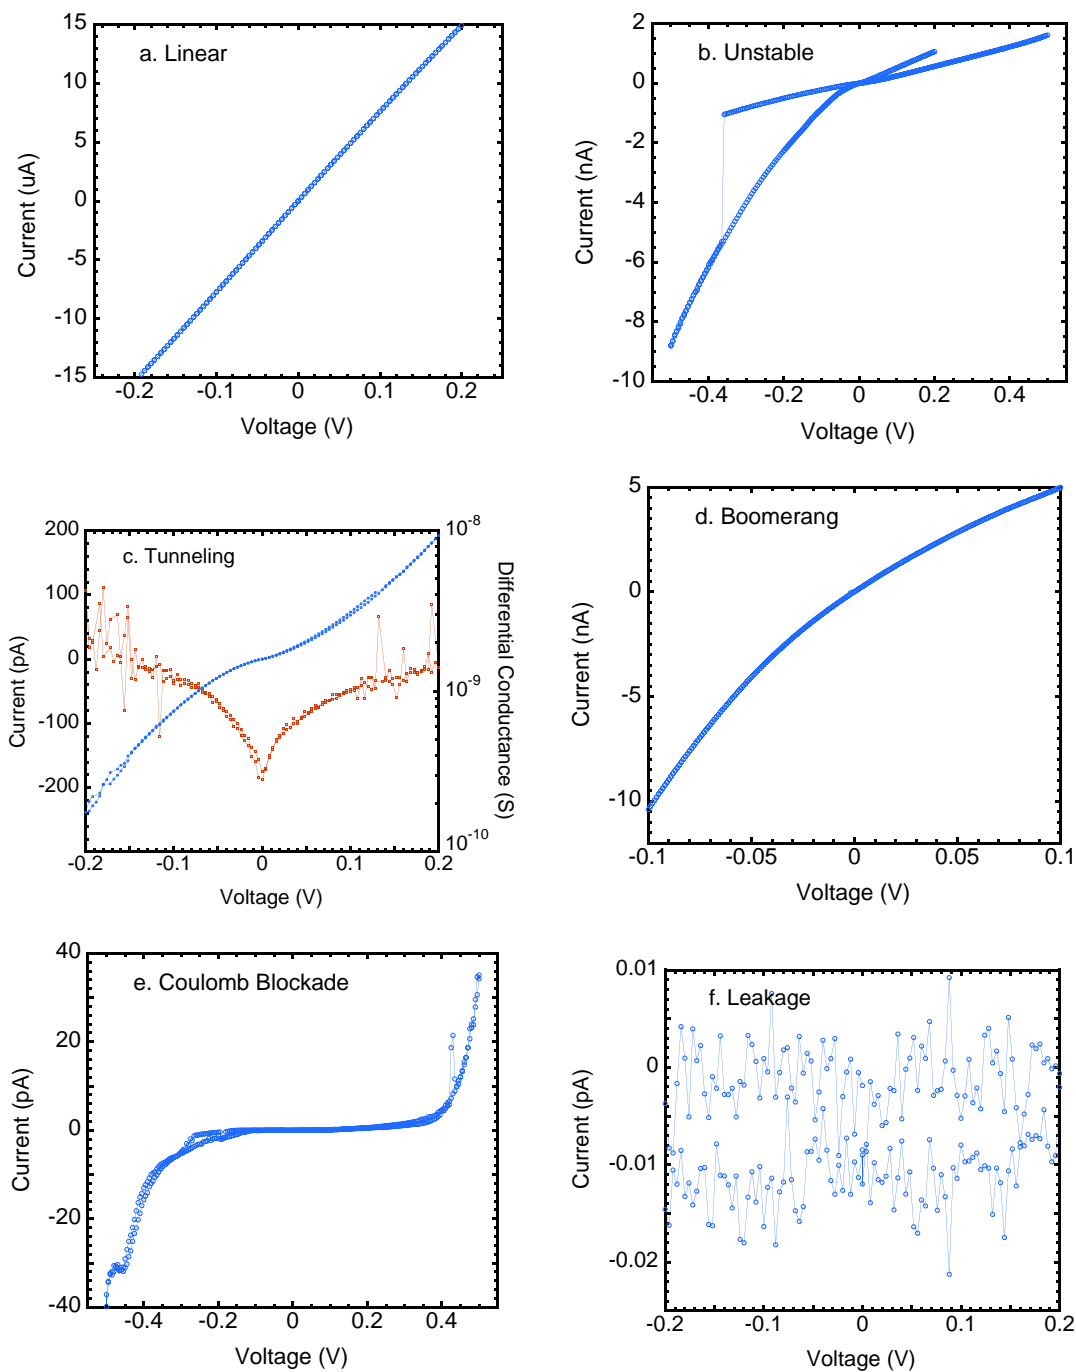 a. Linear
15
10
5
0
-5
-10
-15
Current (uA)
-0.2 -0.1 0 0.1 0.2
Voltage (V)
b. Unstable
2
0
-2
-4
-6
-8
-10
Current (nA)
-0.4 -0.2 0 0.2 0.4
Voltage (V)
c. Tunneling
200
100
0
-100
-200
Current (pA)
10-8
10-9
10-10
Differential Conductance (S)
-0.2 -0.1 0 0.1 0.2
Voltage (V)
d. Boomerang
5
0
-5
-10
Current (nA)
-0.1 -0.05 0 0.05 0.1
Voltage (V)
e. Coulomb Blockade
40
20
0
-20
-40
Current (pA)
-0.4 -0.2 0 0.2 0.4
Voltage (V)
f. Leakage
0.01
0
-0.01
-0.02
Current (pA)
-0.2 -0.1 0 0.1 0.2
Voltage (V)